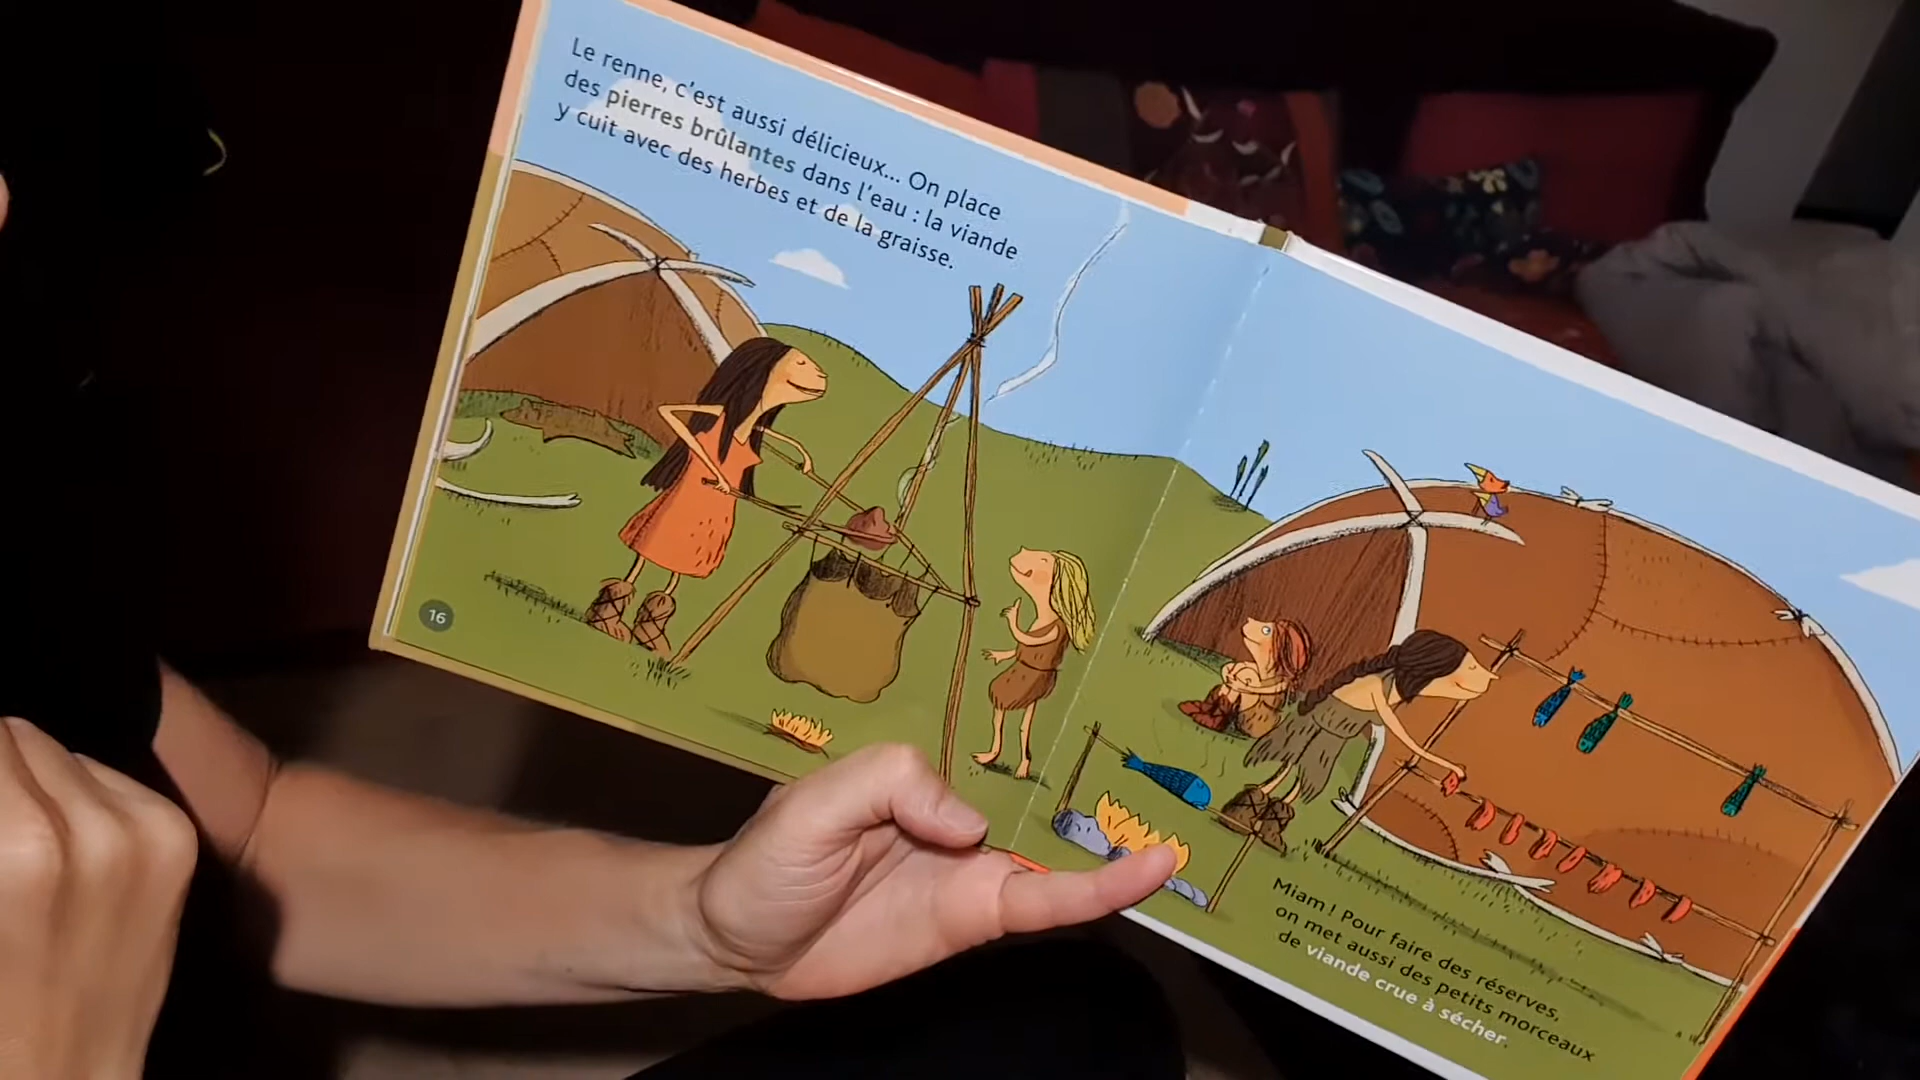 Le renne, c'est aussi délicieux... On place
des pierres brûlantes dans l'eau : la viande
y cuit avec des herbes et de la graisse.
16
Miam ! Pour faire des réserves,
on met aussi des petits morceaux
de viande crue à sécher.